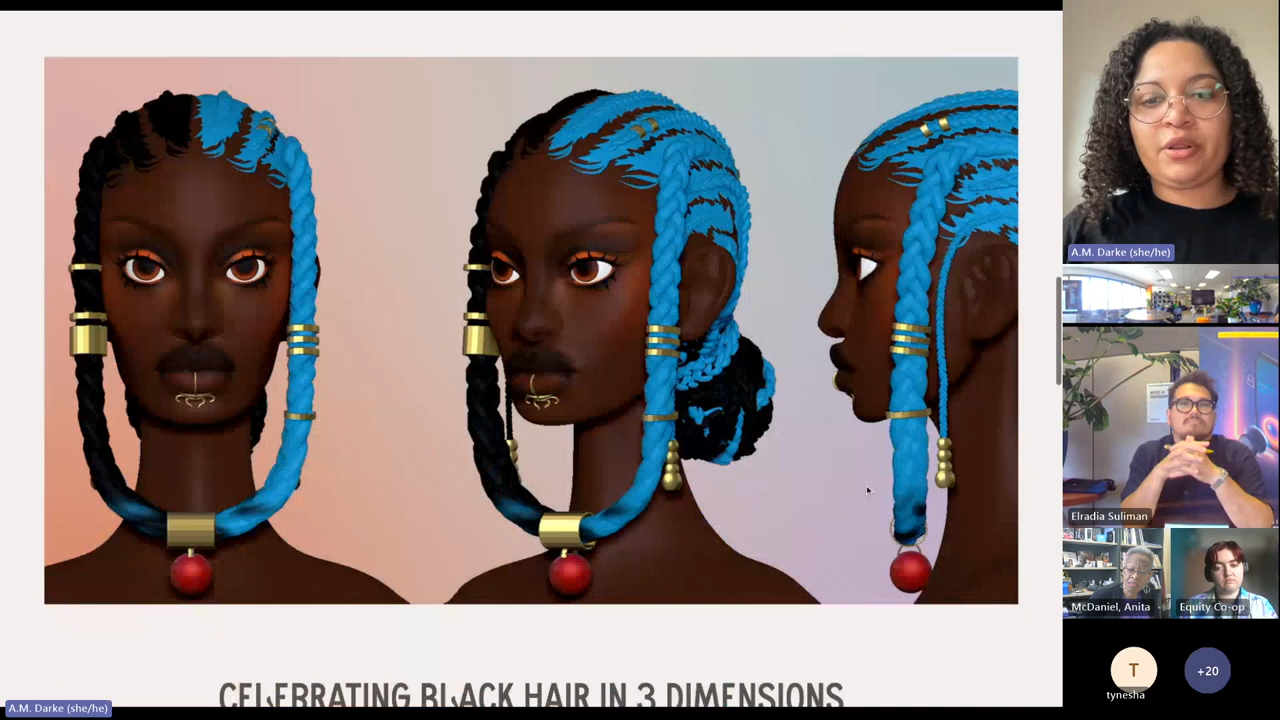 CELEBRATING BLACK HAIR IN 3 DIMENSIONS
A.M. Darke (she/he)
A.M. Darke (she/he)
Elradia Suliman
McDaniel, Anita
Equity Co-op
T
tynesha
+20